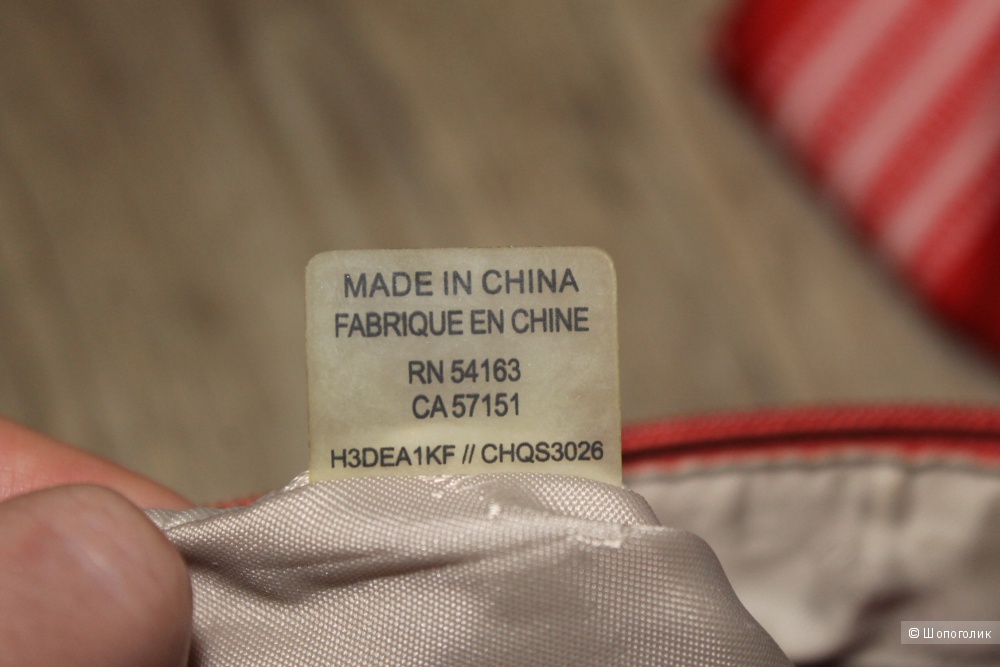 MADE IN CHINA
FABRIQUE EN CHINE
RN 54163
CA 57151
H3DEA1KF // CHQS3026
© Шопоголик